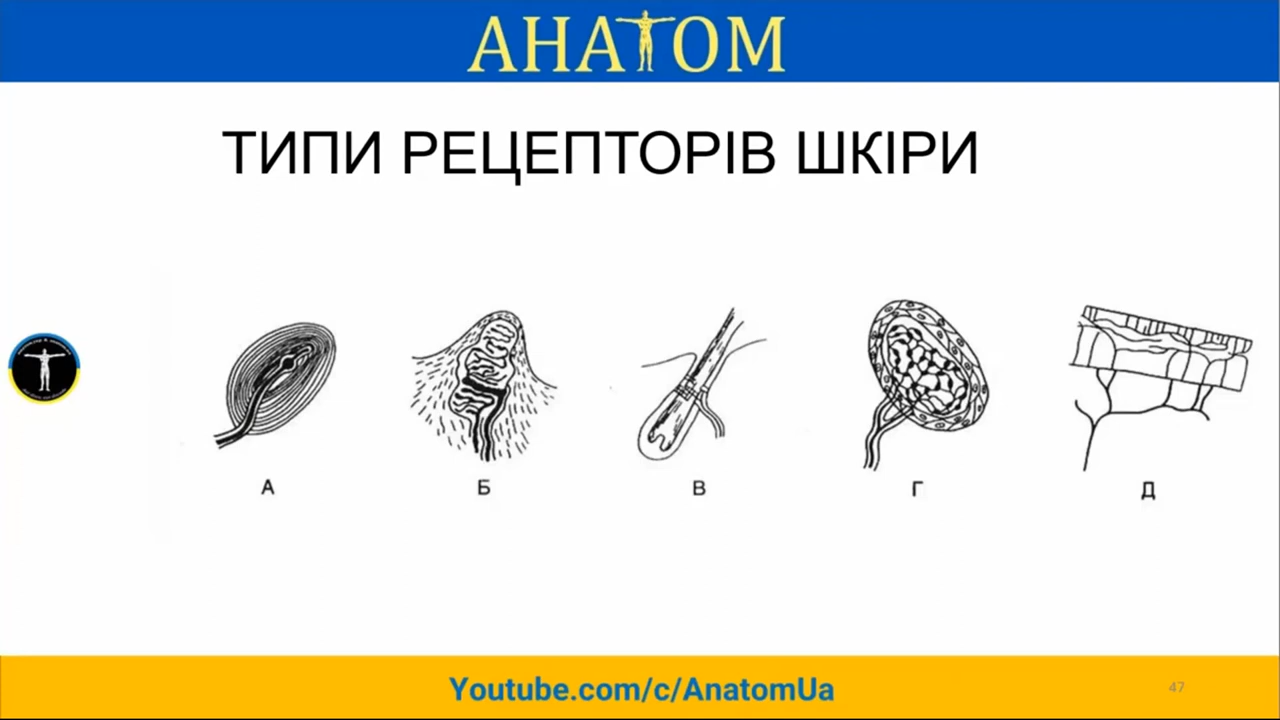 АНАТОМ
ТИПИ РЕЦЕПТОРІВ ШКІРИ
А Б В Г Д
Youtube.com/c/AnatomUa
47